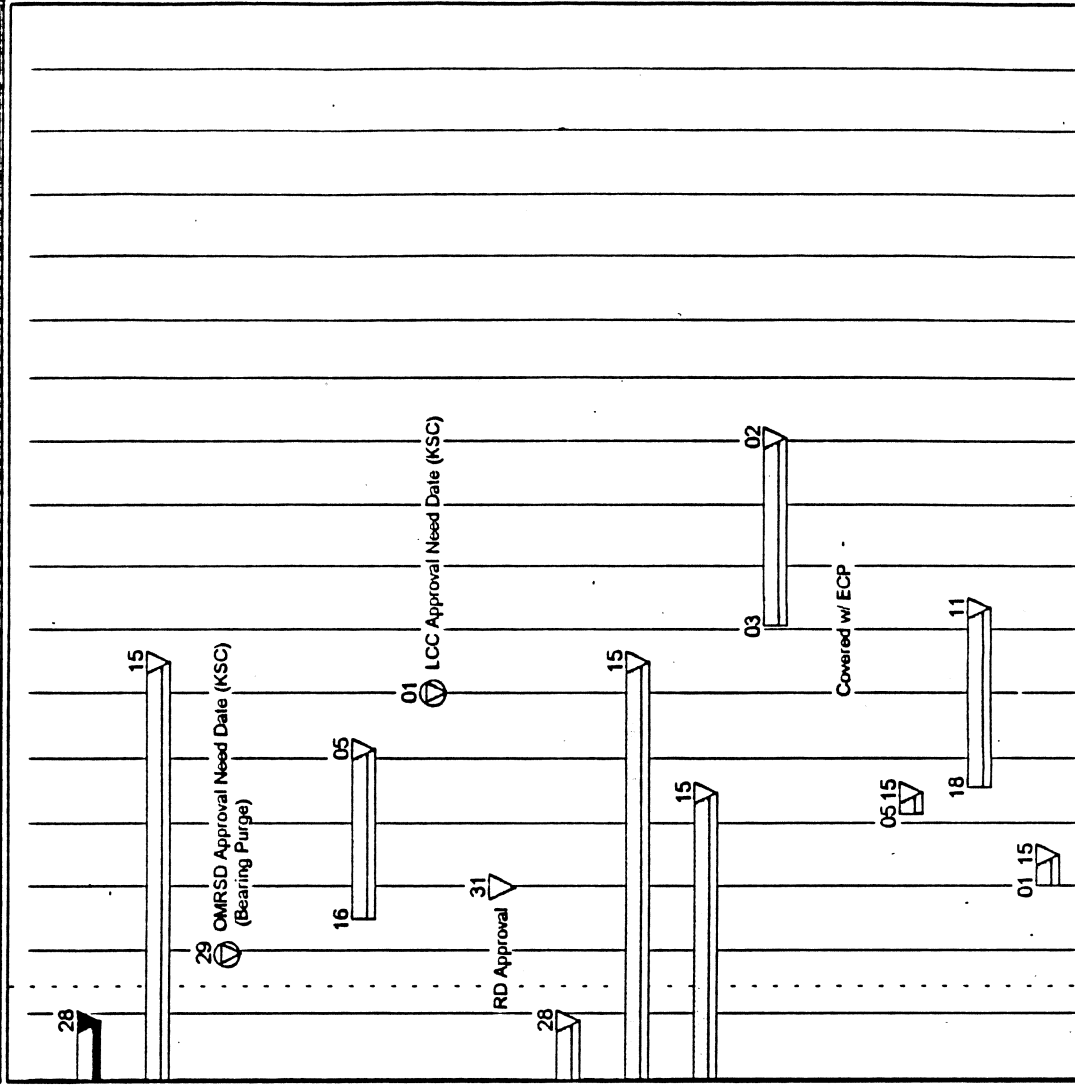 28
15
29 OMRSD Approval Need Date (KSC)
(Bearing Purge)
16 05
01 LCC Approval Need Date (KSC)
RD Approval 31
28
15
15
03 02
Covered w/ ECP
05 15
18 11
01 15